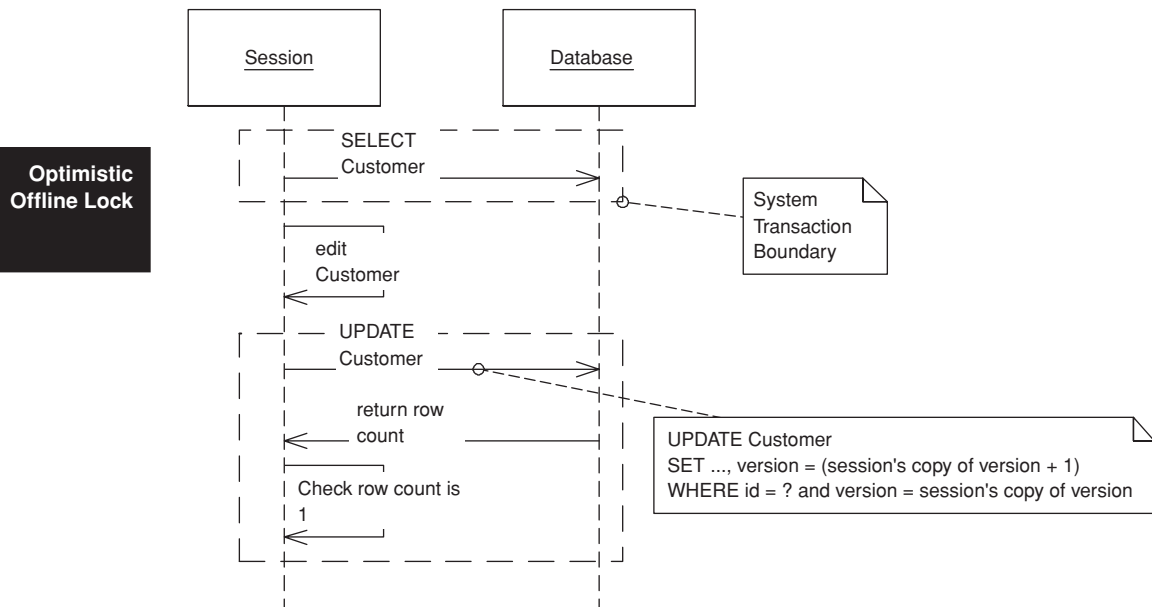 Session
Database
Optimistic
Offline Lock
SELECT
Customer
System
Transaction
Boundary
edit
Customer
UPDATE
Customer
return row
count
UPDATE Customer
SET ..., version = (session's copy of version + 1)
WHERE id = ? and version = session's copy of version
Check row count is
1